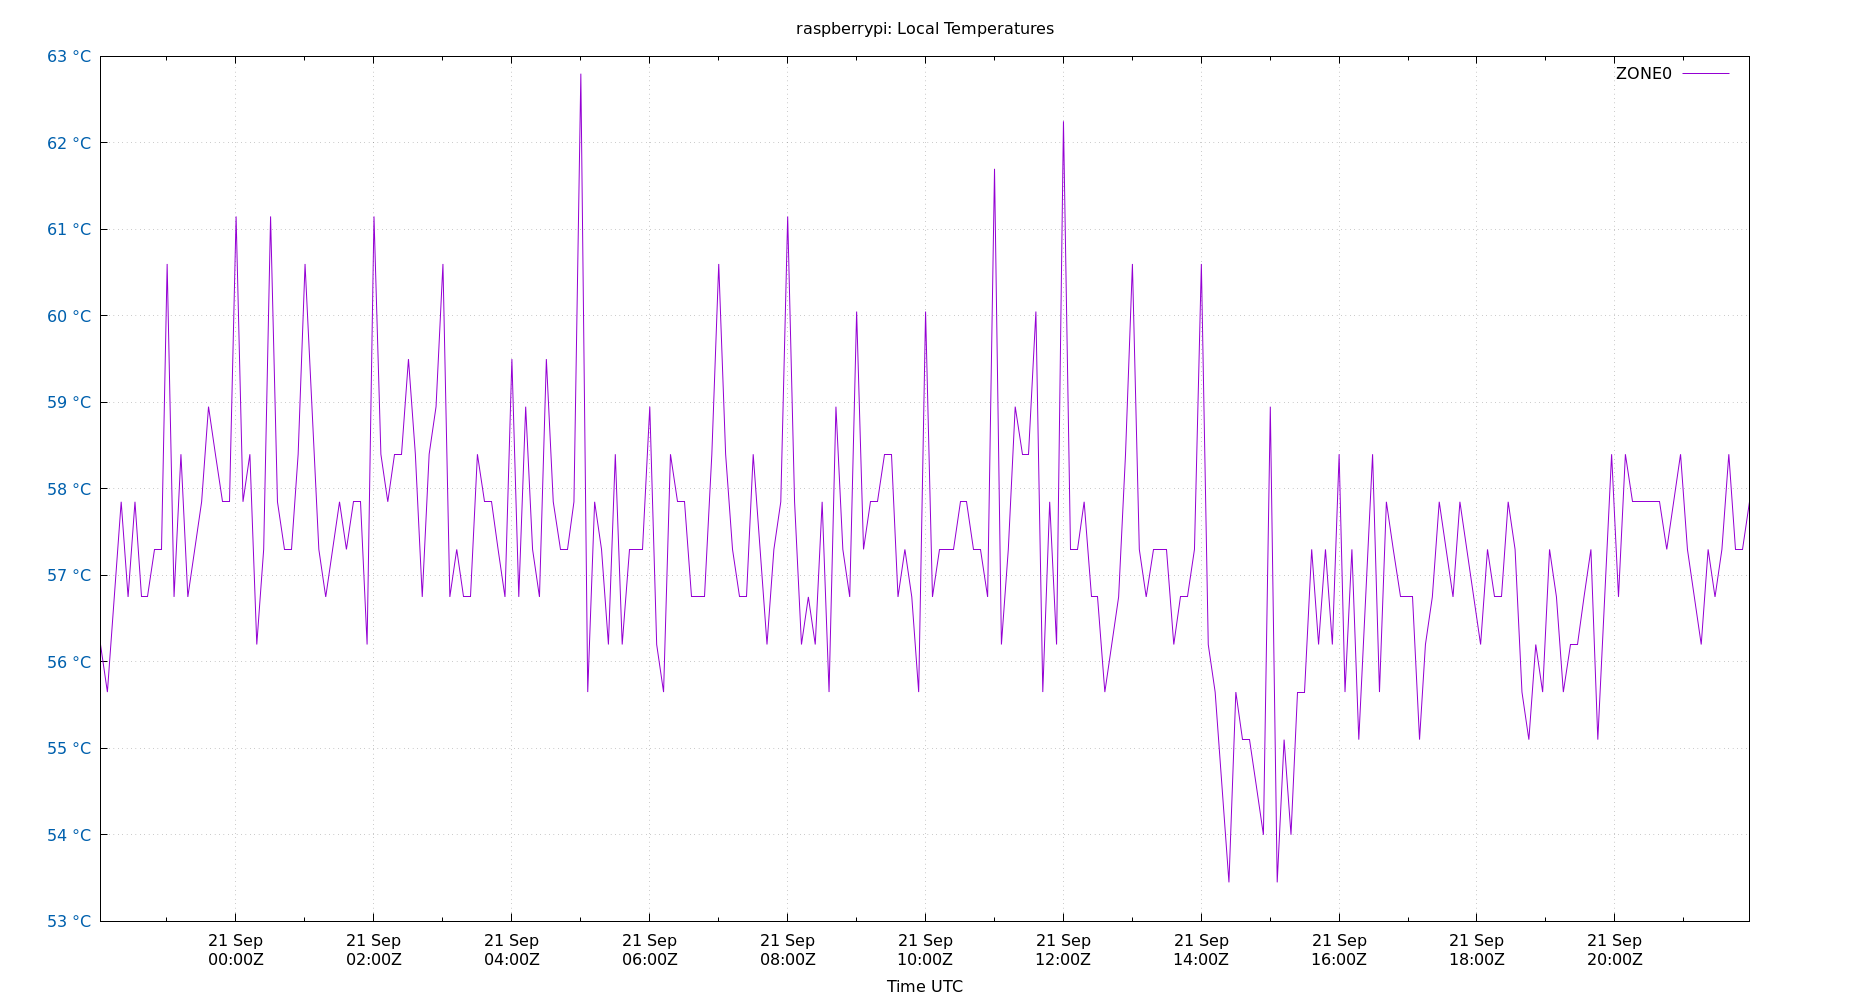 raspberrypi: Local Temperatures
63 °C
ZONE0
62 °C
61 °C
60 °C
59 °C
58 °C
57 °C
56 °C
55 °C
54 °C
53 °C
21 Sep 21 Sep 21 Sep 21 Sep 21 Sep 21 Sep 21 Sep 21 Sep 21 Sep 21 Sep 21 Sep
00:00Z 02:00Z 04:00Z 06:00Z 08:00Z 10:00Z 12:00Z 14:00Z 16:00Z 18:00Z 20:00Z
Time UTC